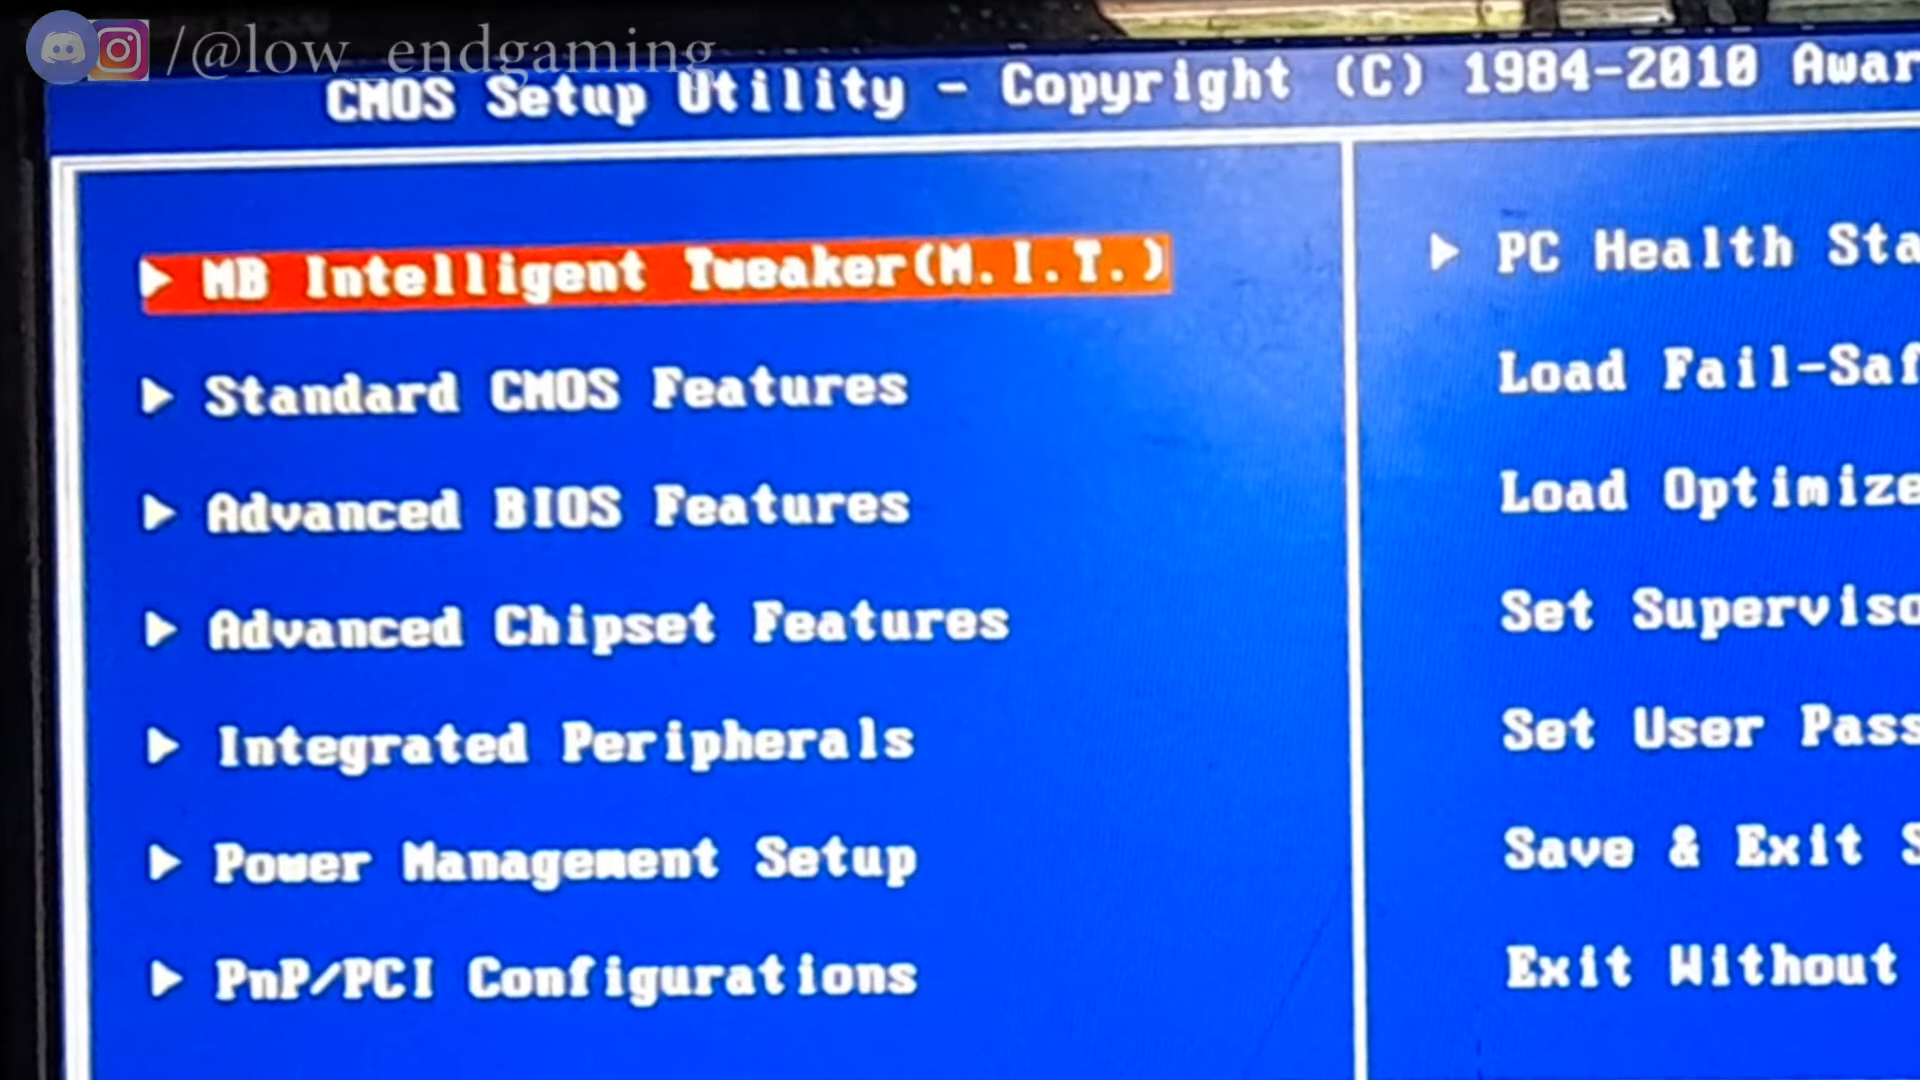 /@low_endgaming
CMOS Setup Utility - Copyright (C) 1984-2010 Awar
MB Intelligent Tweaker(M.I.T.)
Standard CMOS Features
Advanced BIOS Features
Advanced Chipset Features
Integrated Peripherals
Power Management Setup
PnP/PCI Configurations
PC Health Sta
Load Fail-Saf
Load Optimize
Set Superviso
Set User Pass
Save & Exit S
Exit Without